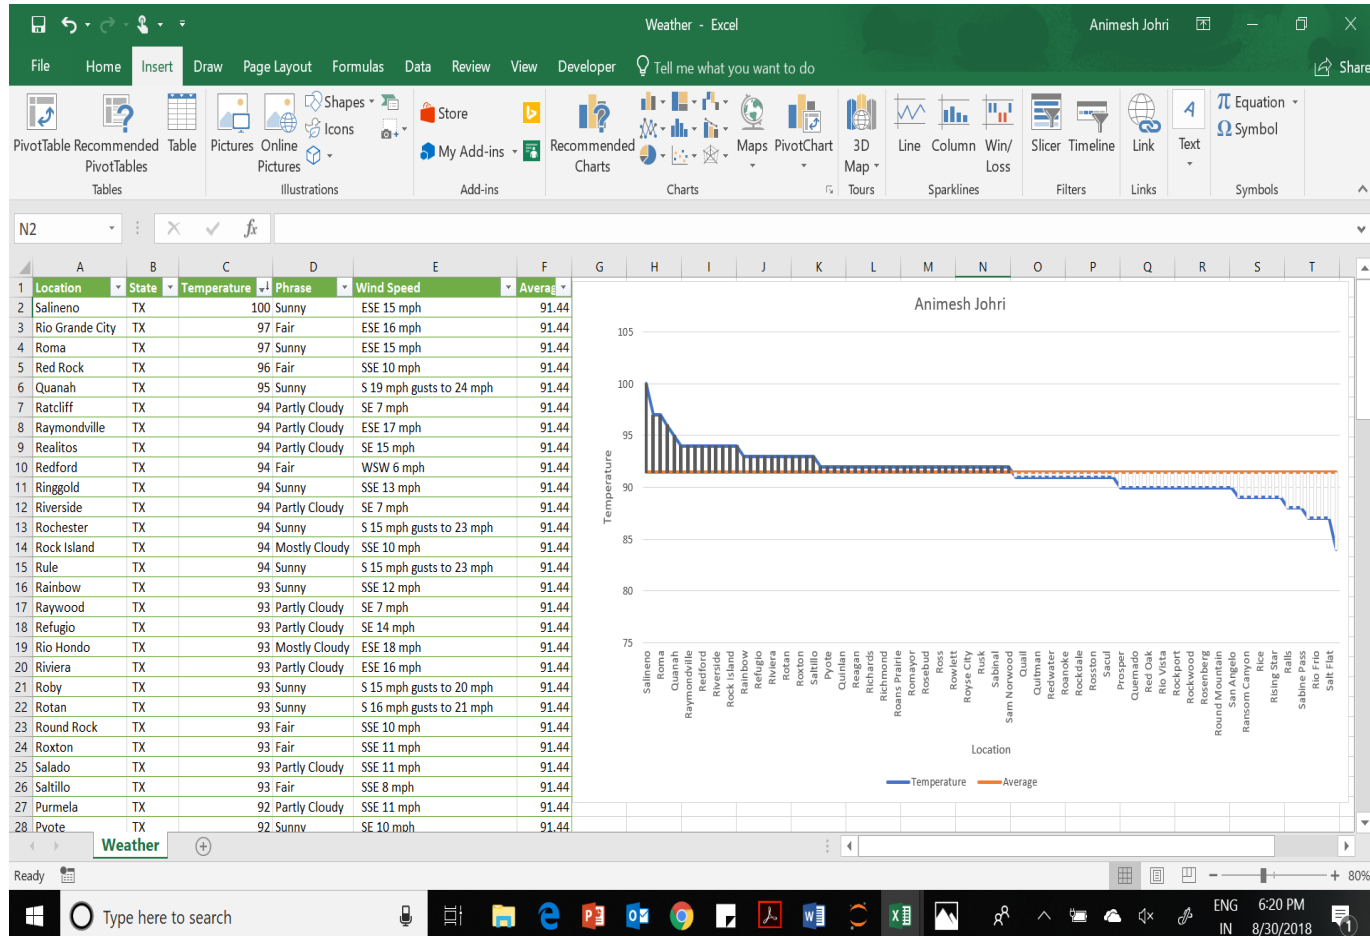 Weather - Excel
Animesh Johri
File Home Insert Draw Page Layout Formulas Data Review View Developer Tell me what you want to do Share
PivotTable Recommended PivotTables Table
Tables
Pictures Online Pictures Shapes Icons
Illustrations
Store
My Add-ins
Add-ins
Recommended Charts
Maps PivotChart
Charts
3D Map
Tours
Line Column Win/Loss
Sparklines
Slicer Timeline
Filters
Link
Links
Text
Equation
Symbol
Symbols
N2 fx
A B C D E F G H I J K L M N O P Q R S T
1 Location State Temperature Phrase Wind Speed Averag
2 Salineno TX 100 Sunny ESE 15 mph 91.44
3 Rio Grande City TX 97 Fair ESE 16 mph 91.44
4 Roma TX 97 Sunny ESE 15 mph 91.44
5 Red Rock TX 96 Fair SSE 10 mph 91.44
6 Quanah TX 95 Sunny S 19 mph gusts to 24 mph 91.44
7 Ratcliff TX 94 Partly Cloudy SE 7 mph 91.44
8 Raymondville TX 94 Partly Cloudy ESE 17 mph 91.44
9 Realitos TX 94 Partly Cloudy SE 15 mph 91.44
10 Redford TX 94 Fair WSW 6 mph 91.44
11 Ringgold TX 94 Sunny SSE 13 mph 91.44
12 Riverside TX 94 Partly Cloudy SE 7 mph 91.44
13 Rochester TX 94 Sunny S 15 mph gusts to 23 mph 91.44
14 Rock Island TX 94 Mostly Cloudy SSE 10 mph 91.44
15 Rule TX 94 Sunny S 15 mph gusts to 23 mph 91.44
16 Rainbow TX 93 Sunny SSE 12 mph 91.44
17 Raywood TX 93 Partly Cloudy SE 7 mph 91.44
18 Refugio TX 93 Partly Cloudy SE 14 mph 91.44
19 Rio Hondo TX 93 Mostly Cloudy ESE 18 mph 91.44
20 Riviera TX 93 Partly Cloudy ESE 16 mph 91.44
21 Roby TX 93 Sunny S 15 mph gusts to 20 mph 91.44
22 Rotan TX 93 Sunny S 16 mph gusts to 21 mph 91.44
23 Round Rock TX 93 Fair SSE 10 mph 91.44
24 Roxton TX 93 Fair SSE 11 mph 91.44
25 Salado TX 93 Partly Cloudy SSE 11 mph 91.44
26 Saltillo TX 93 Fair SSE 8 mph 91.44
27 Purmela TX 92 Partly Cloudy SSE 11 mph 91.44
28 Pyote TX 92 Sunny SE 10 mph 91.44
Animesh Johri
105
100
95
90
85
80
75
Temperature
Salineno
Roma
Quanah
Raymondville
Redford
Riverside
Rock Island
Rainbow
Refugio
Riviera
Rotan
Roxton
Saltillo
Pyote
Quinlan
Reagan
Richards
Richmond
Roans Prairie
Romayor
Rosebud
Ross
Rowlett
Royse City
Rusk
Sabinal
Sam Norwood
Quail
Quitman
Redwater
Roanoke
Rockdale
Rosston
Sacul
Prosper
Quemado
Red Oak
Rio Vista
Rockport
Rockwood
Rosenberg
Round Mountain
San Angelo
Ransom Canyon
Rice
Rising Star
Ralls
Sabine Pass
Rio Frio
Salt Flat
Location
Temperature Average
Weather
Ready
80%
Type here to search
ENG
IN
6:20 PM
8/30/2018
1